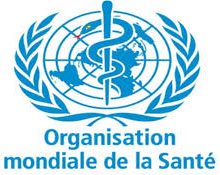 Organisation
mondiale de la Santé